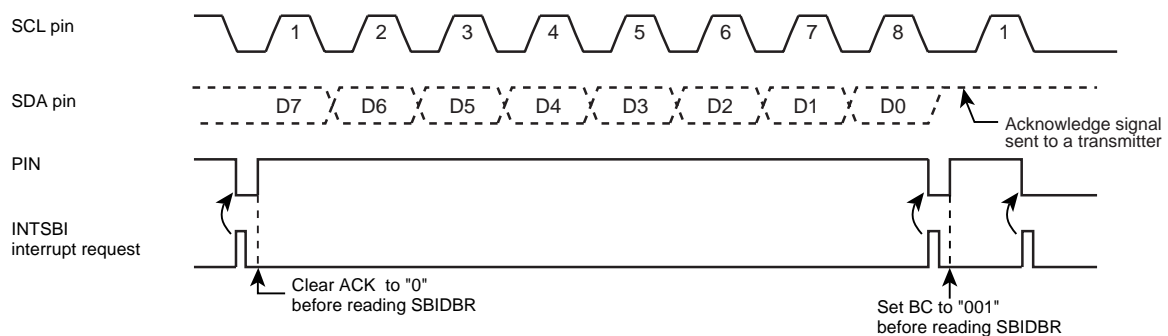 SCL pin
1 2 3 4 5 6 7 8 1
SDA pin
D7 D6 D5 D4 D3 D2 D1 D0
Acknowledge signal
sent to a transmitter
PIN
INTSBI
interrupt request
Clear ACK to "0"
before reading SBIDBR
Set BC to "001"
before reading SBIDBR